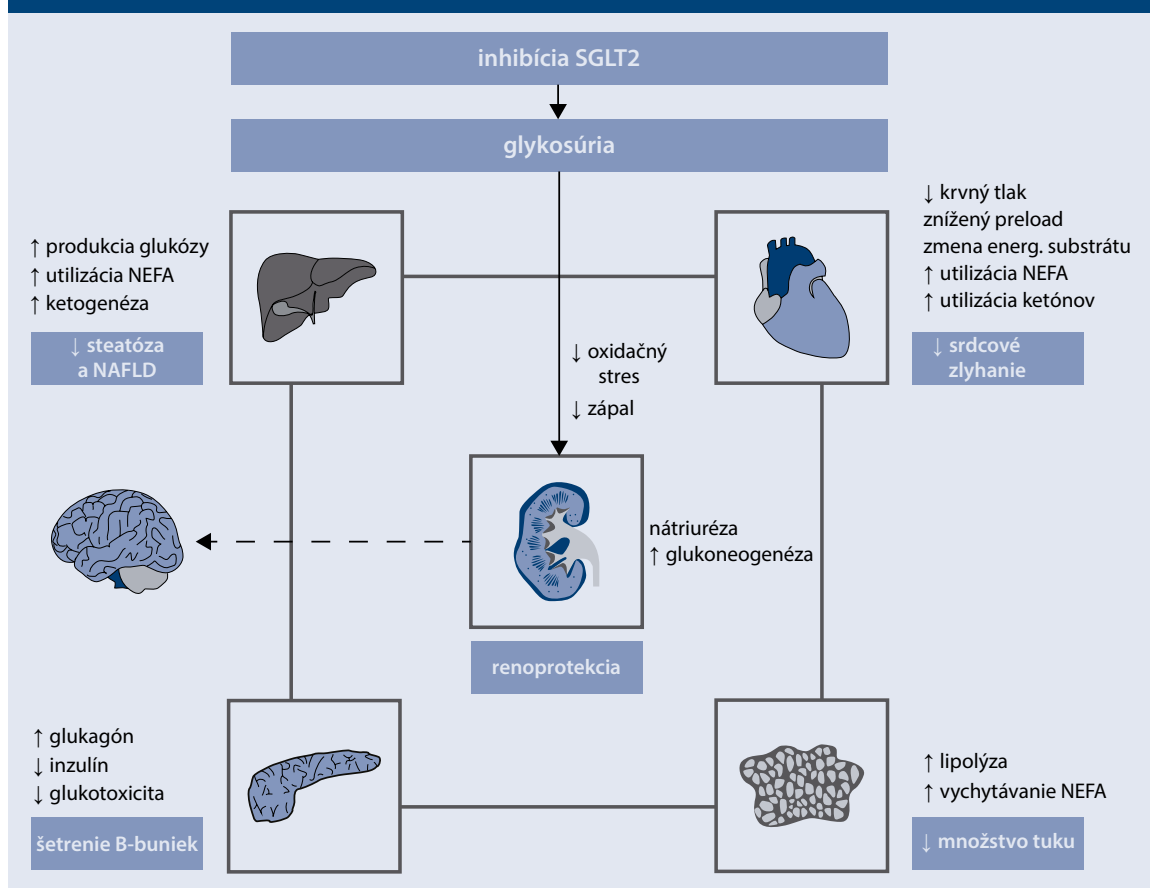 inhibícia SGLT2
glykosúria
↑ produkcia glukózy
↑ utilizácia NEFA
↑ ketogenéza
↓ steatóza
a NAFLD
↓ krvný tlak
znížený preload
zmena energ. substrátu
↑ utilizácia NEFA
↑ utilizácia ketónov
↓ srdcové
zlyhanie
↓ oxidačný
stres
↓ zápal
nátriuréza
↑ glukoneogenéza
renoprotekcia
↑ glukagón
↓ inzulín
↓ glukotoxicita
šetrenie B-buniek
↑ lipolýza
↑ vychytávanie NEFA
↓ množstvo tuku